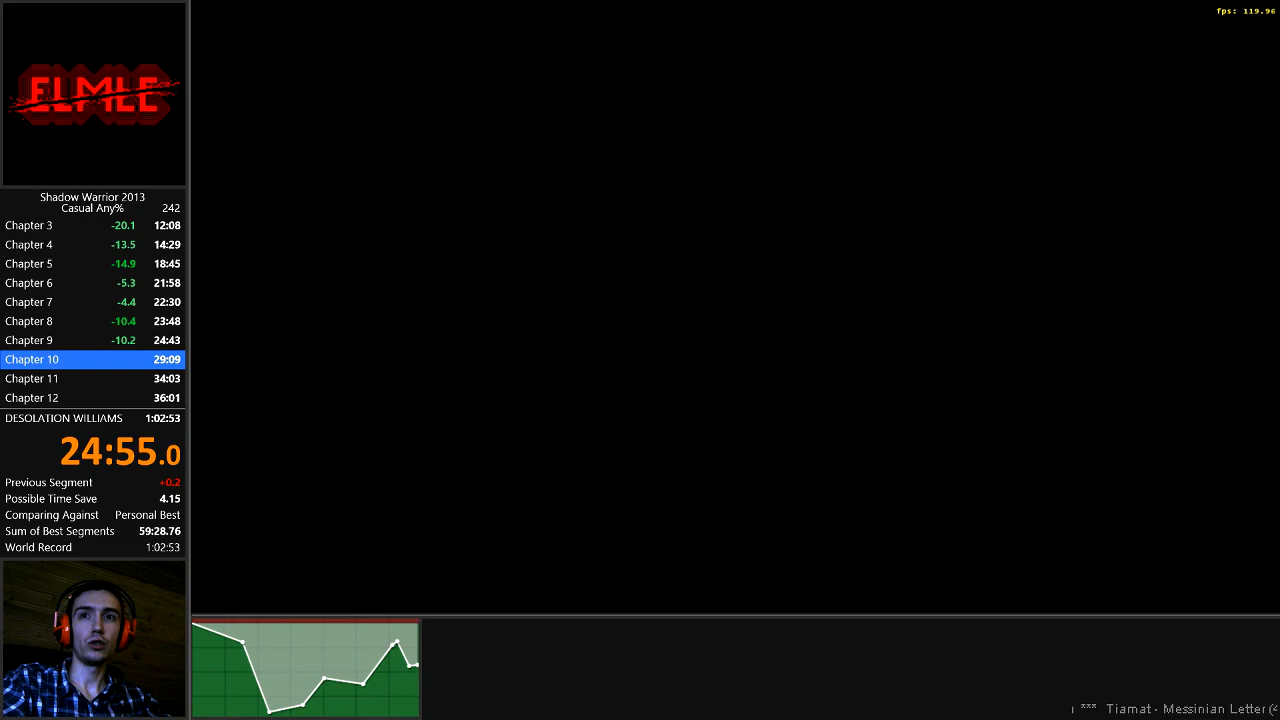 fps: 119.96
ELMLE
Shadow Warrior 2013
Casual Any% 242
Chapter 3 -20.1 12:08
Chapter 4 -13.5 14:29
Chapter 5 -14.9 18:45
Chapter 6 -5.3 21:58
Chapter 7 -4.4 22:30
Chapter 8 -10.4 23:48
Chapter 9 -10.2 24:43
Chapter 10 29:09
Chapter 11 34:03
Chapter 12 36:01
DESOLATION WILLIAMS 1:02:53
24:55.0
Previous Segment +0.2
Possible Time Save 4.15
Comparing Against Personal Best
Sum of Best Segments 59:28.76
World Record 1:02:53
*** Tiamat - Messinian Letter